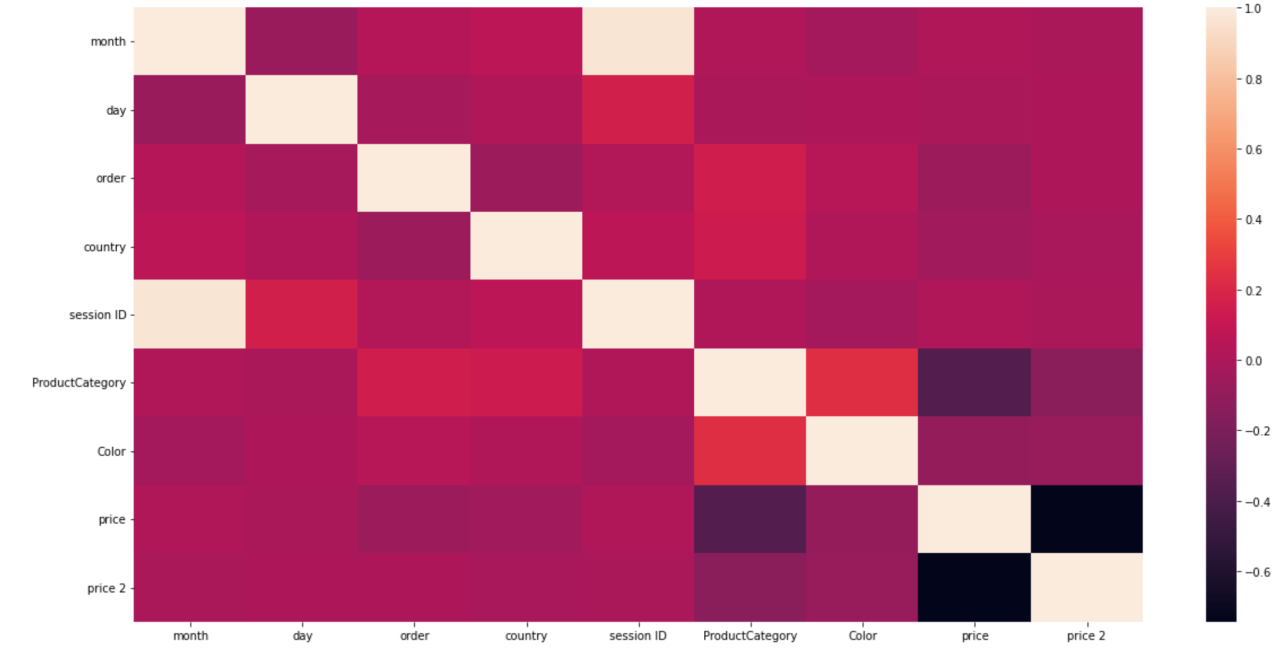 month
day
order
country
session ID
ProductCategory
Color
price
price 2
month day order country session ID ProductCategory Color price price 2
1.0
0.8
0.6
0.4
0.2
0.0
−0.2
−0.4
−0.6